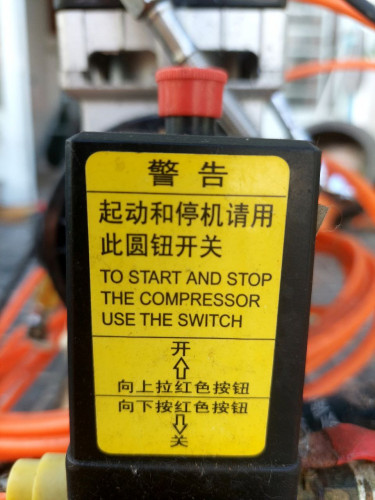 警告
起动和停机请用
此圆钮开关
TO START AND STOP
THE COMPRESSOR
USE THE SWITCH
开
向上拉红色按钮
向下按红色按钮
关